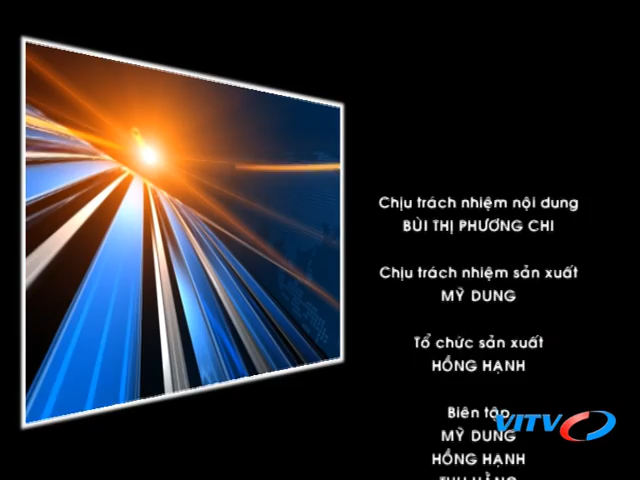 Chịu trách nhiệm nội dung
BÙI THỊ PHƯƠNG CHI
Chịu trách nhiệm sản xuất
MỸ DUNG
Tổ chức sản xuất
HỒNG HẠNH
Biên tập
VITV
MỸ DUNG
HỒNG HẠNH